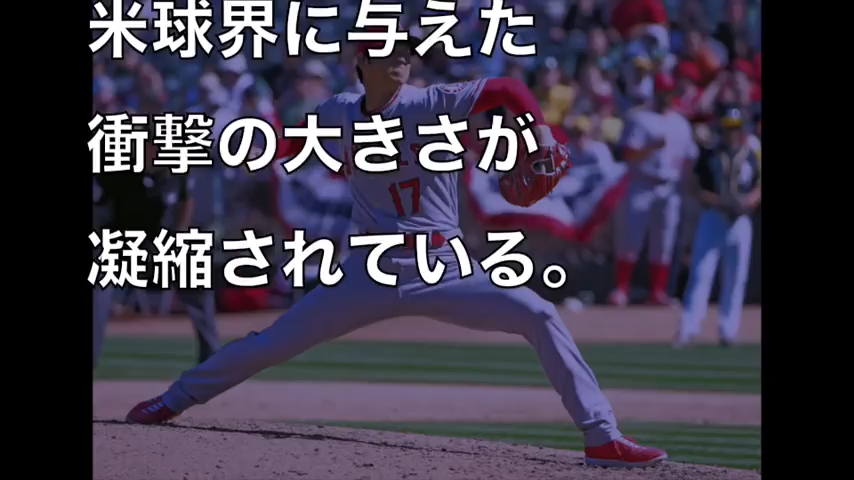 米球界に与えた
衝撃の大きさが
凝縮されている。
17